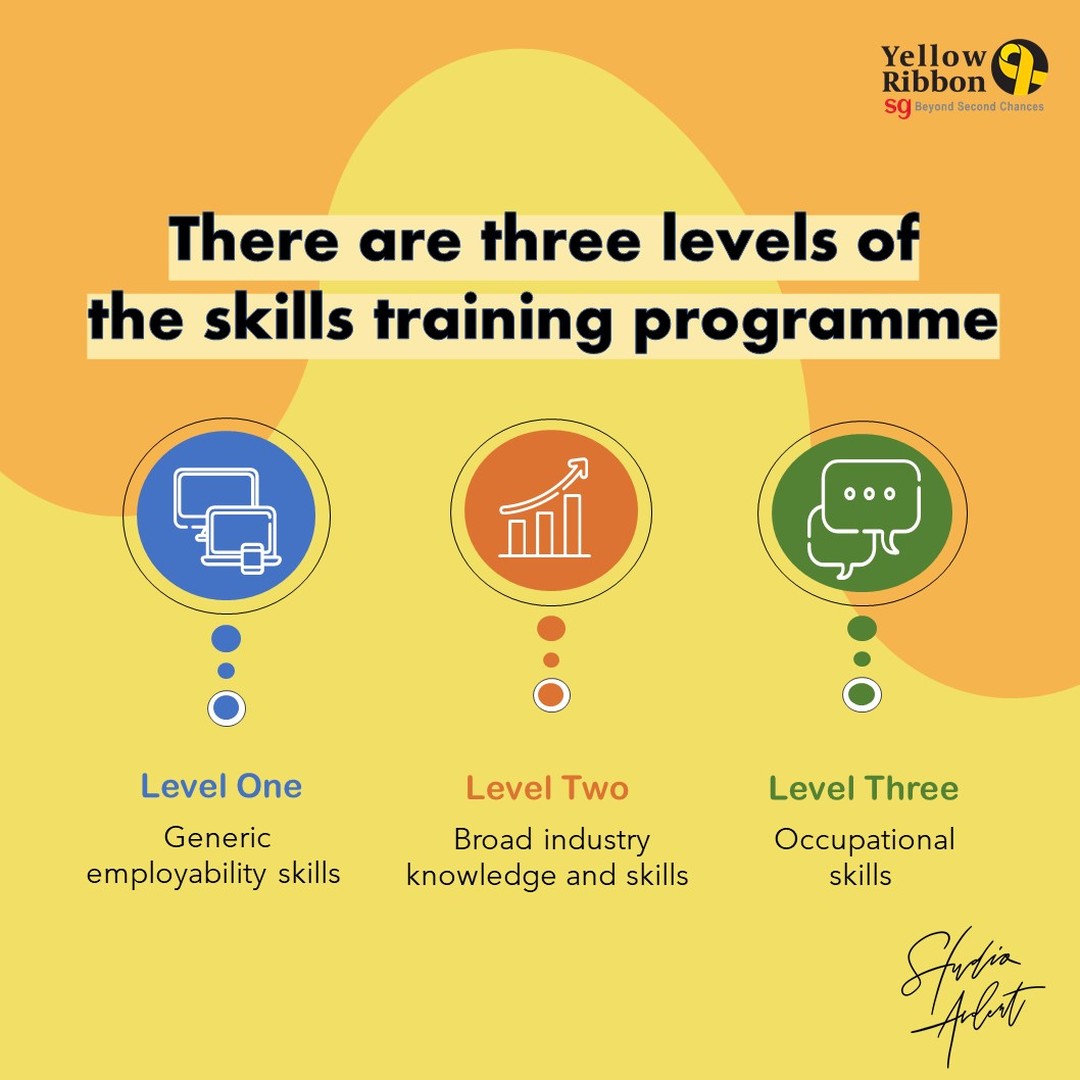 Yellow
Ribbon
sg Beyond Second Chances
There are three levels of
the skills training programme
Level One
Generic
employability skills
Level Two
Broad industry
knowledge and skills
Level Three
Occupational
skills
Studio